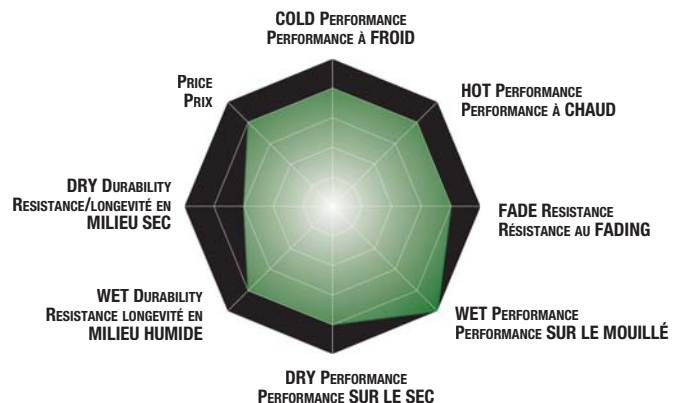 COLD PERFORMANCE
PERFORMANCE À FROID
HOT PERFORMANCE
PERFORMANCE À CHAUD
FADE RESISTANCE
RÉSISTANCE AU FADING
WET PERFORMANCE
PERFORMANCE SUR LE MOUILLÉ
DRY PERFORMANCE
PERFORMANCE SUR LE SEC
WET DURABILITY
RESISTANCE LONGEVITÉ EN
MILIEU HUMIDE
DRY DURABILITY
RESISTANCE/LONGEVITÉ EN
MILIEU SEC
PRICE
PRIX